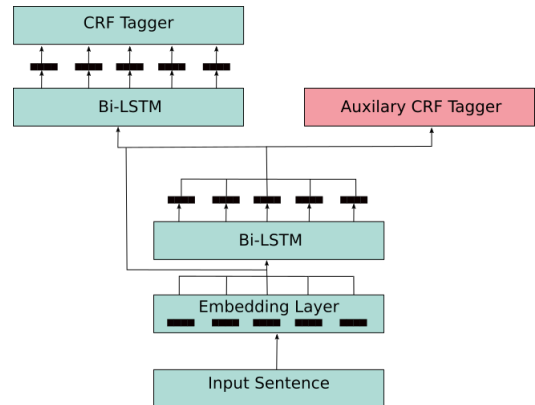 CRF Tagger
Bi-LSTM
Auxilary CRF Tagger
Bi-LSTM
Embedding Layer
Input Sentence